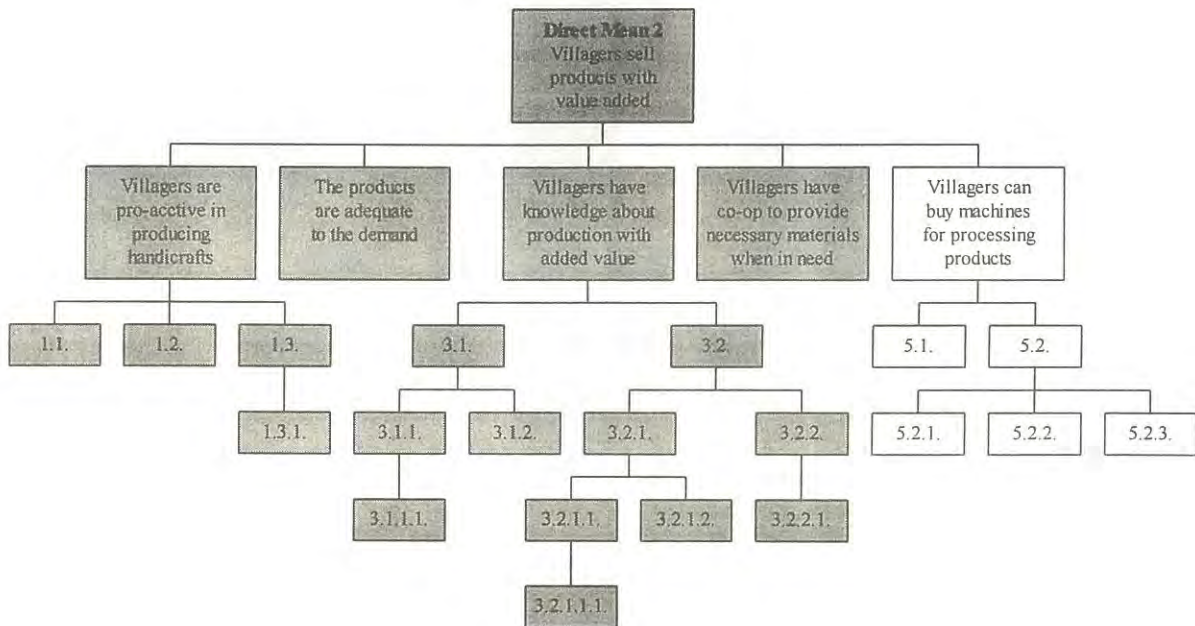 Direct Mean 2
Villagers sell
products with
value added
Villagers are
pro-acctive in
producing
handicrafts
The products
are adequate
to the demand
Villagers have
knowledge about
production with
added value
Villagers have
co-op to provide
necessary materials
when in need
Villagers can
buy machines
for processing
products
1.1.
1.2.
1.3.
3.1.
3.2.
5.1.
5.2.
1.3.1.
3.1.1.
3.1.2.
3.2.1.
3.2.2.
5.2.1.
5.2.2.
5.2.3.
3.1.1.1.
3.2.1.1.
3.2.1.2.
3.2.2.1.
3.2.1.1.1.